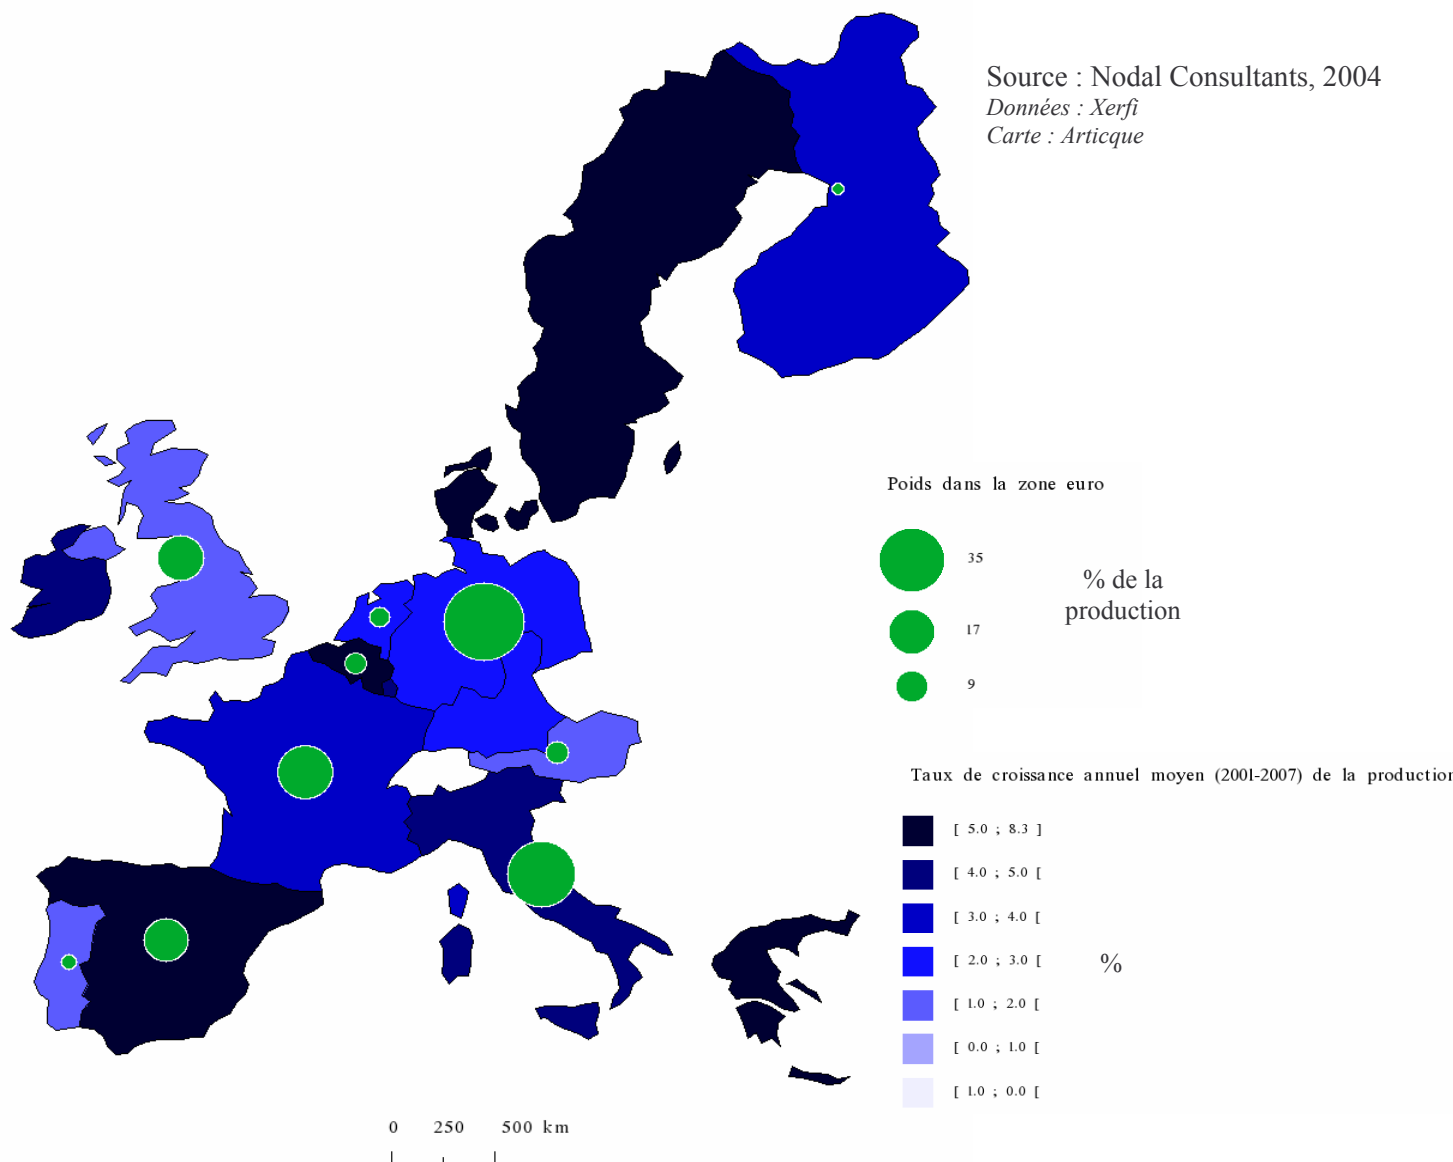 Source : Nodal Consultants, 2004
Données : Xerfi
Carte : Articque
Poids dans la zone euro
35
17
9
% de la
production
Taux de croissance annuel moyen (2001-2007) de la production
[ 5.0 ; 8.3 ]
[ 4.0 ; 5.0 [
[ 3.0 ; 4.0 [
[ 2.0 ; 3.0 [
[ 1.0 ; 2.0 [
[ 0.0 ; 1.0 [
[ 1.0 ; 0.0 [
%
0 250 500 km